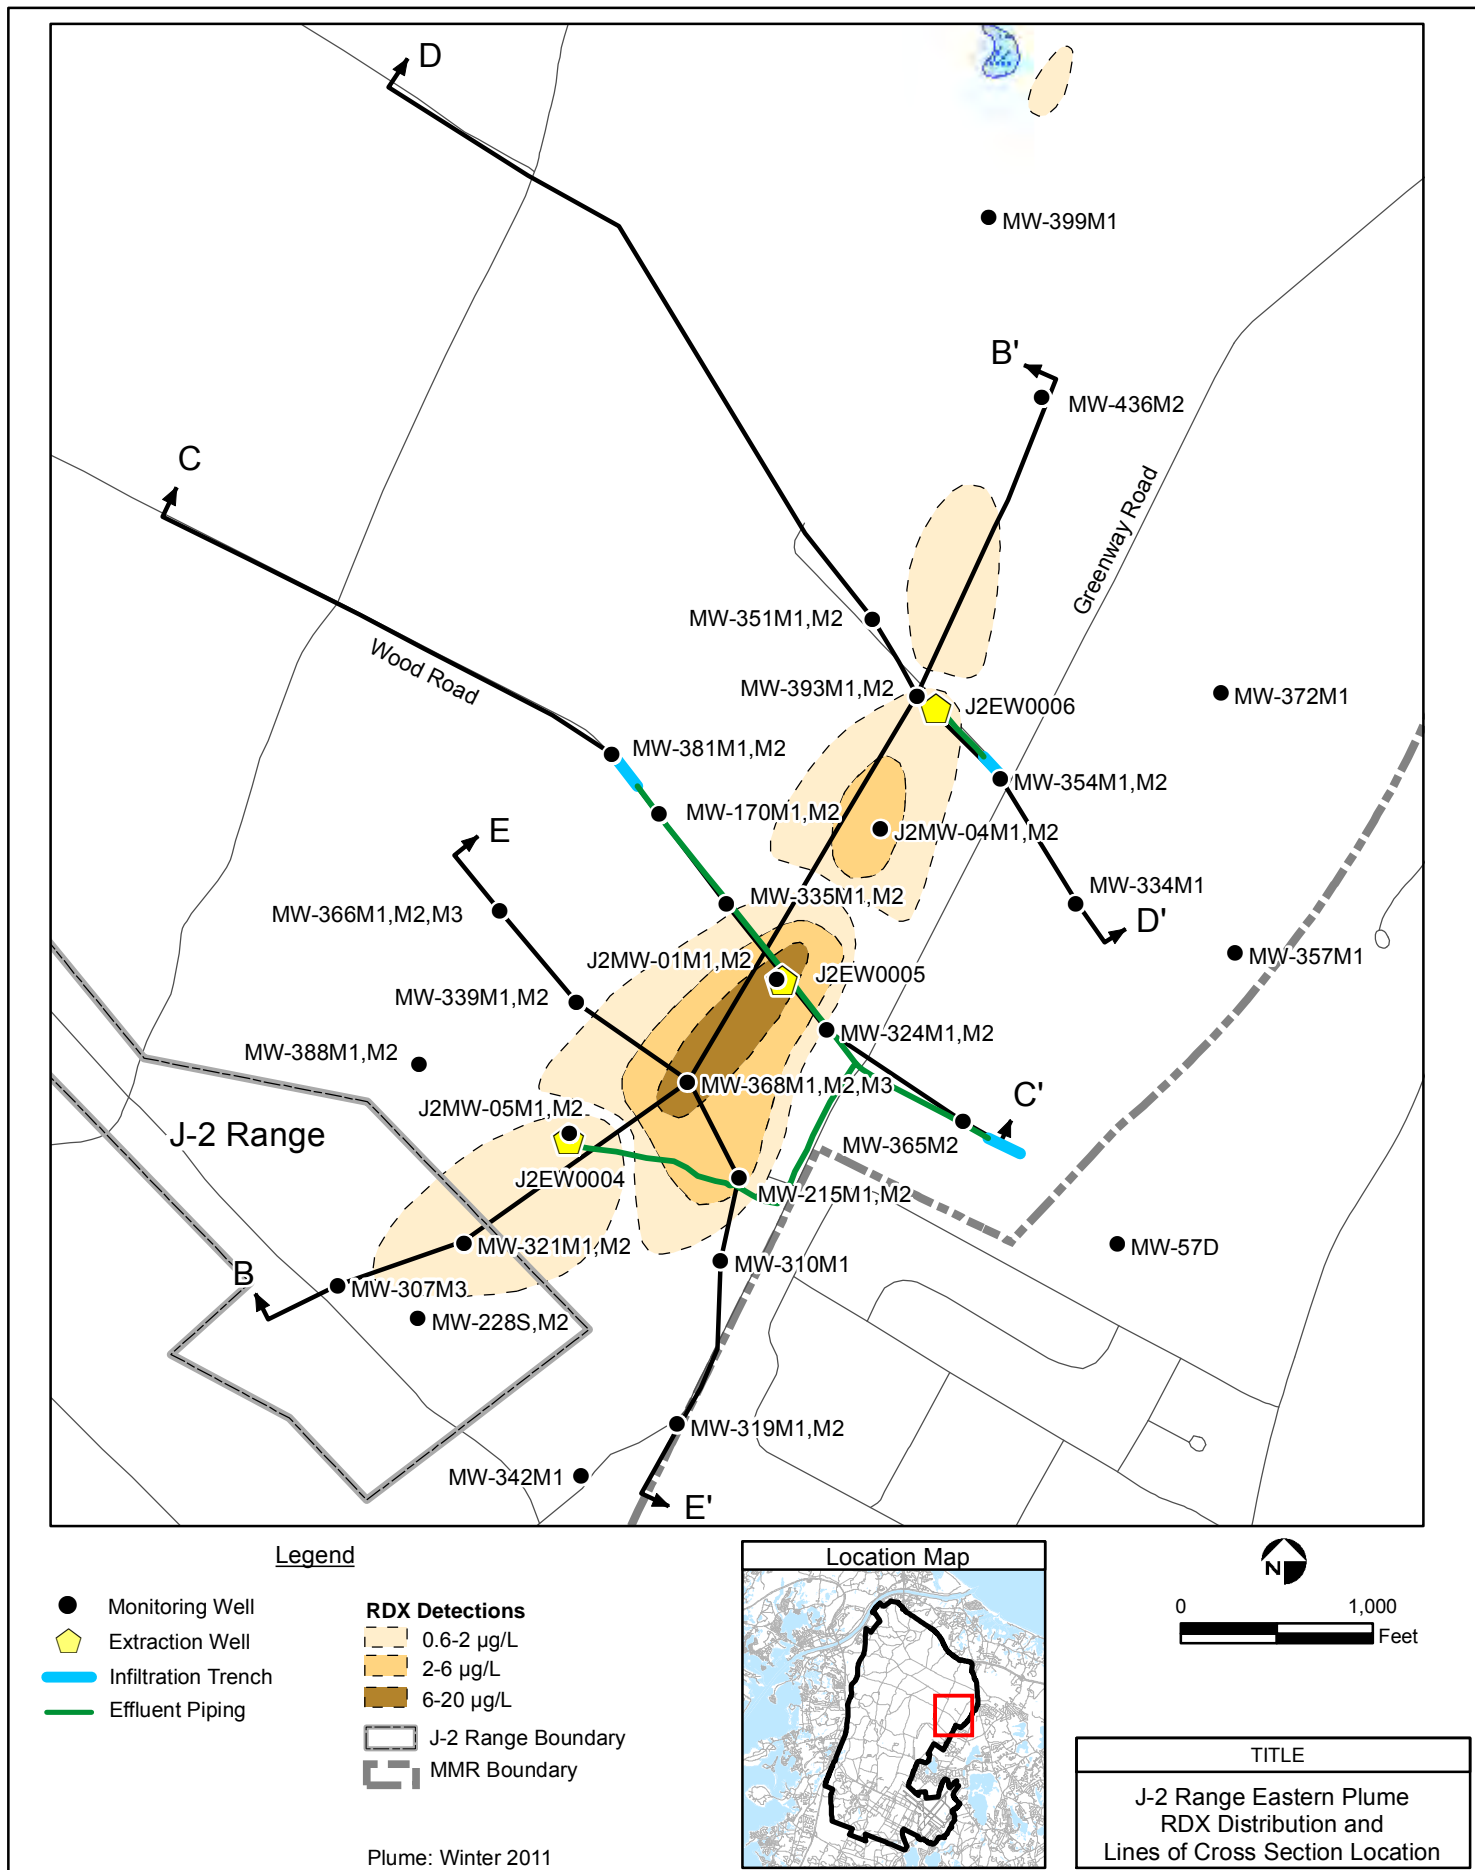 D
MW-399M1
B'
MW-436M2
C
Greenway Road
MW-351M1,M2
Wood Road
MW-393M1,M2
J2EW0006
MW-372M1
MW-381M1,M2
MW-354M1,M2
MW-170M1,M2
J2MW-04M1,M2
E
MW-335M1,M2
MW-334M1
MW-366M1,M2,M3
D'
MW-357M1
J2MW-01M1,M2
J2EW0005
MW-339M1,M2
MW-324M1,M2
MW-388M1,M2
MW-368M1,M2,M3
C'
J2MW-05M1,M2
J-2 Range
MW-365M2
J2EW0004
MW-215M1,M2
MW-321M1,M2
MW-57D
MW-310M1
B
MW-307M3
MW-228S,M2
MW-319M1,M2
MW-342M1
E'
Legend
Monitoring Well
Extraction Well
Infiltration Trench
Effluent Piping
RDX Detections
0.6-2 µg/L
2-6 µg/L
6-20 µg/L
J-2 Range Boundary
MMR Boundary
Plume: Winter 2011
Location Map
N
0 1,000
Feet
TITLE
J-2 Range Eastern Plume
RDX Distribution and
Lines of Cross Section Location